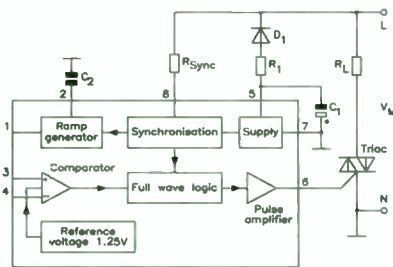 L
D1
C2
RSync
R1
RL
C1
2
8
5
1
Ramp
generator
Synchronisation
Supply
7
Triac
3
Comparator
4
Full wave logic
6
Pulse
amplifier
N
Reference
voltage 1.25V